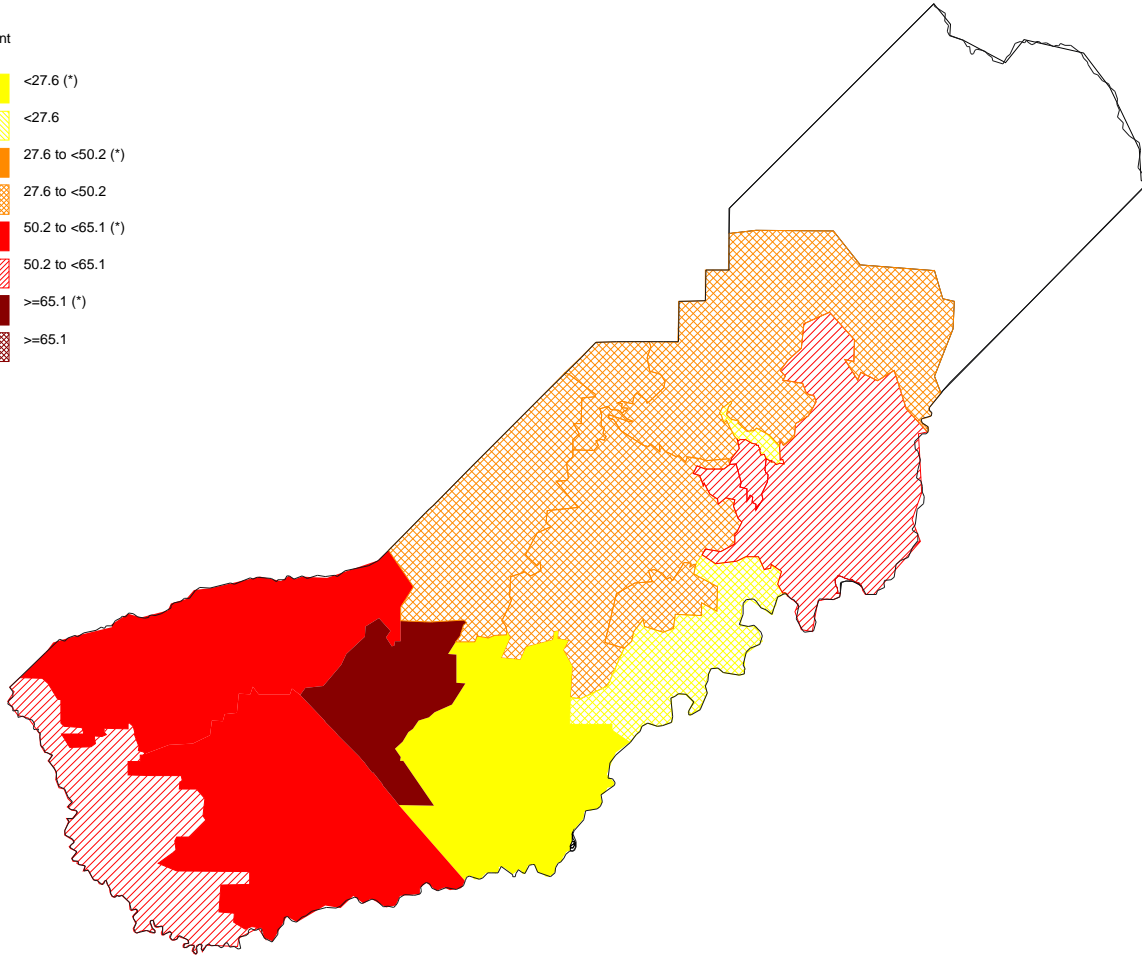 nt
<27.6 (*)
<27.6
27.6 to <50.2 (*)
27.6 to <50.2
50.2 to <65.1 (*)
50.2 to <65.1
>=65.1 (*)
>=65.1